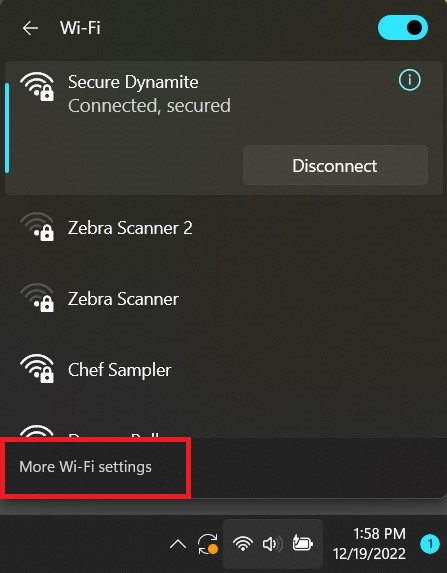 Wi-Fi
Secure Dynamite
Connected, secured
Disconnect
Zebra Scanner 2
Zebra Scanner
Chef Sampler
More Wi-Fi settings
1:58 PM
12/19/2022
1